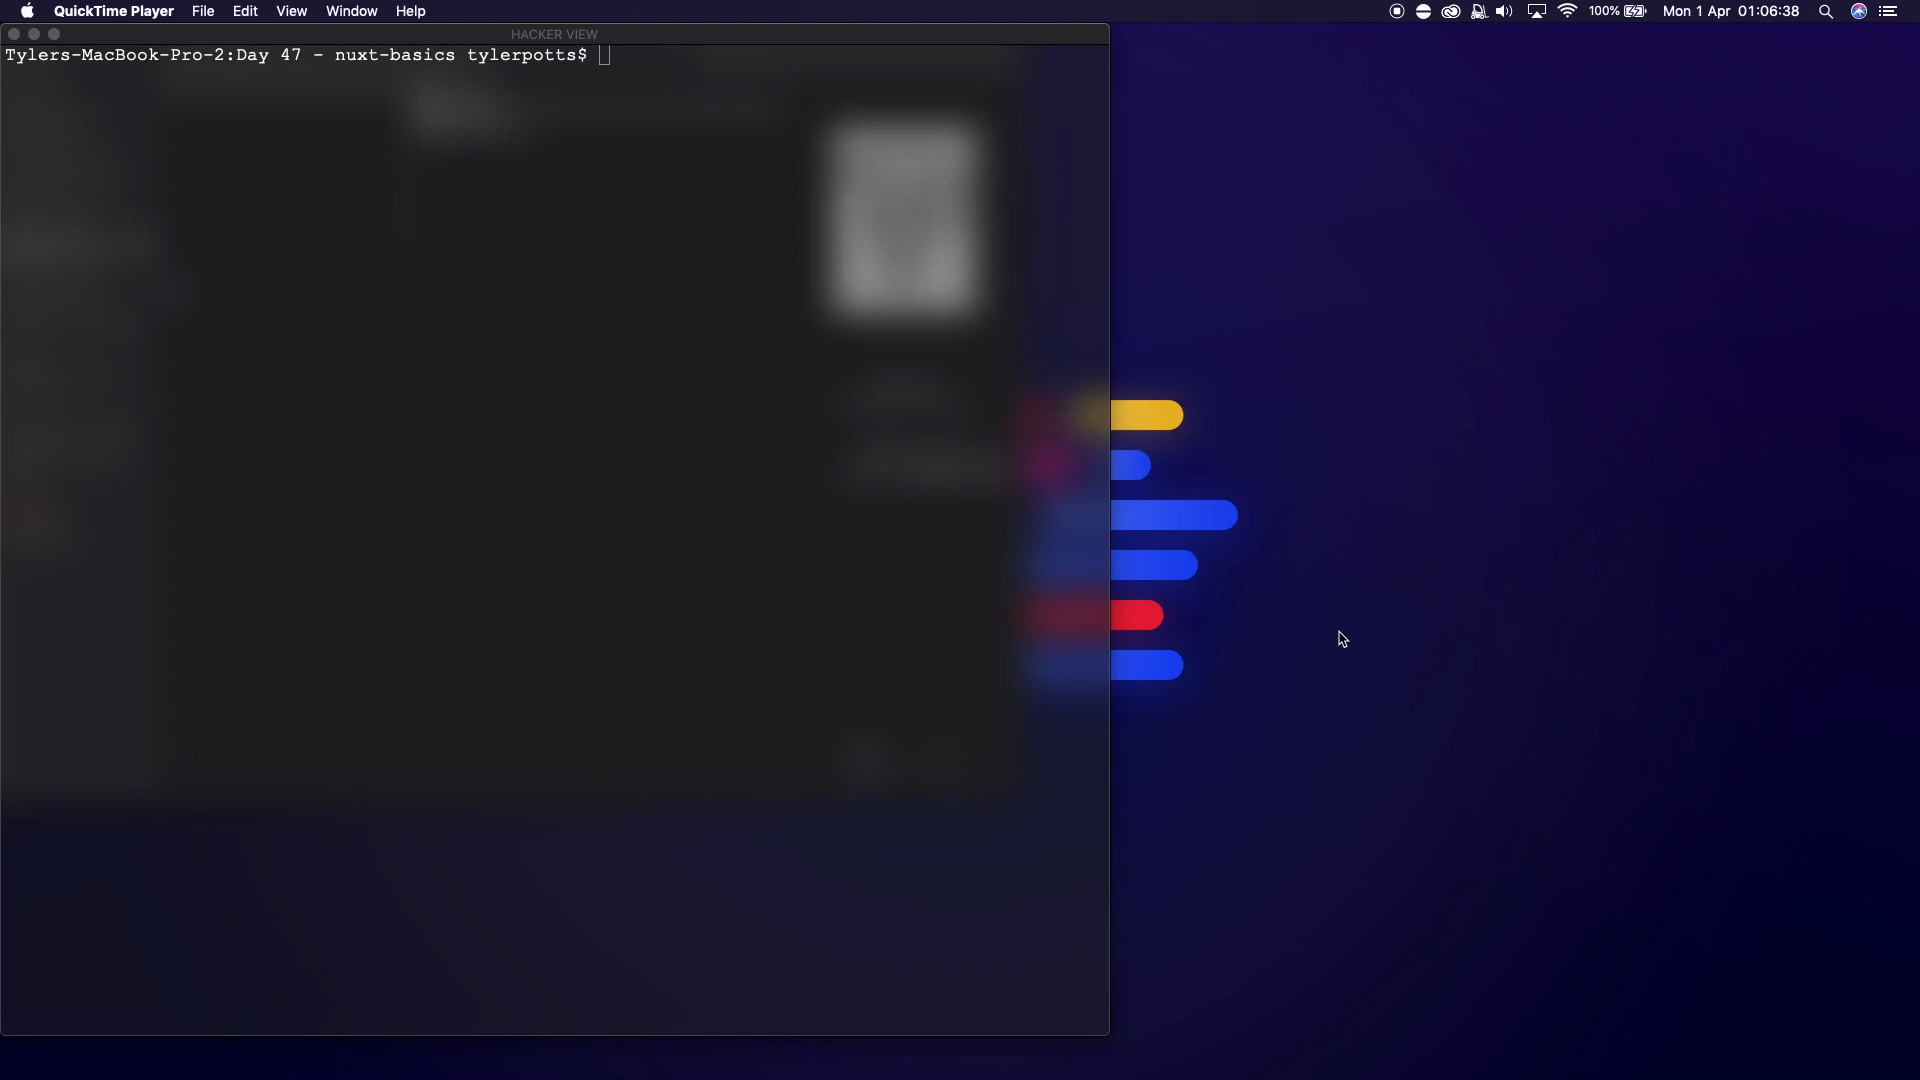 QuickTime Player File Edit View Window Help 100% Mon 1 Apr 01:06:38
HACKER VIEW
Tylers-MacBook-Pro-2:Day 47 - nuxt-basics tylerpotts$